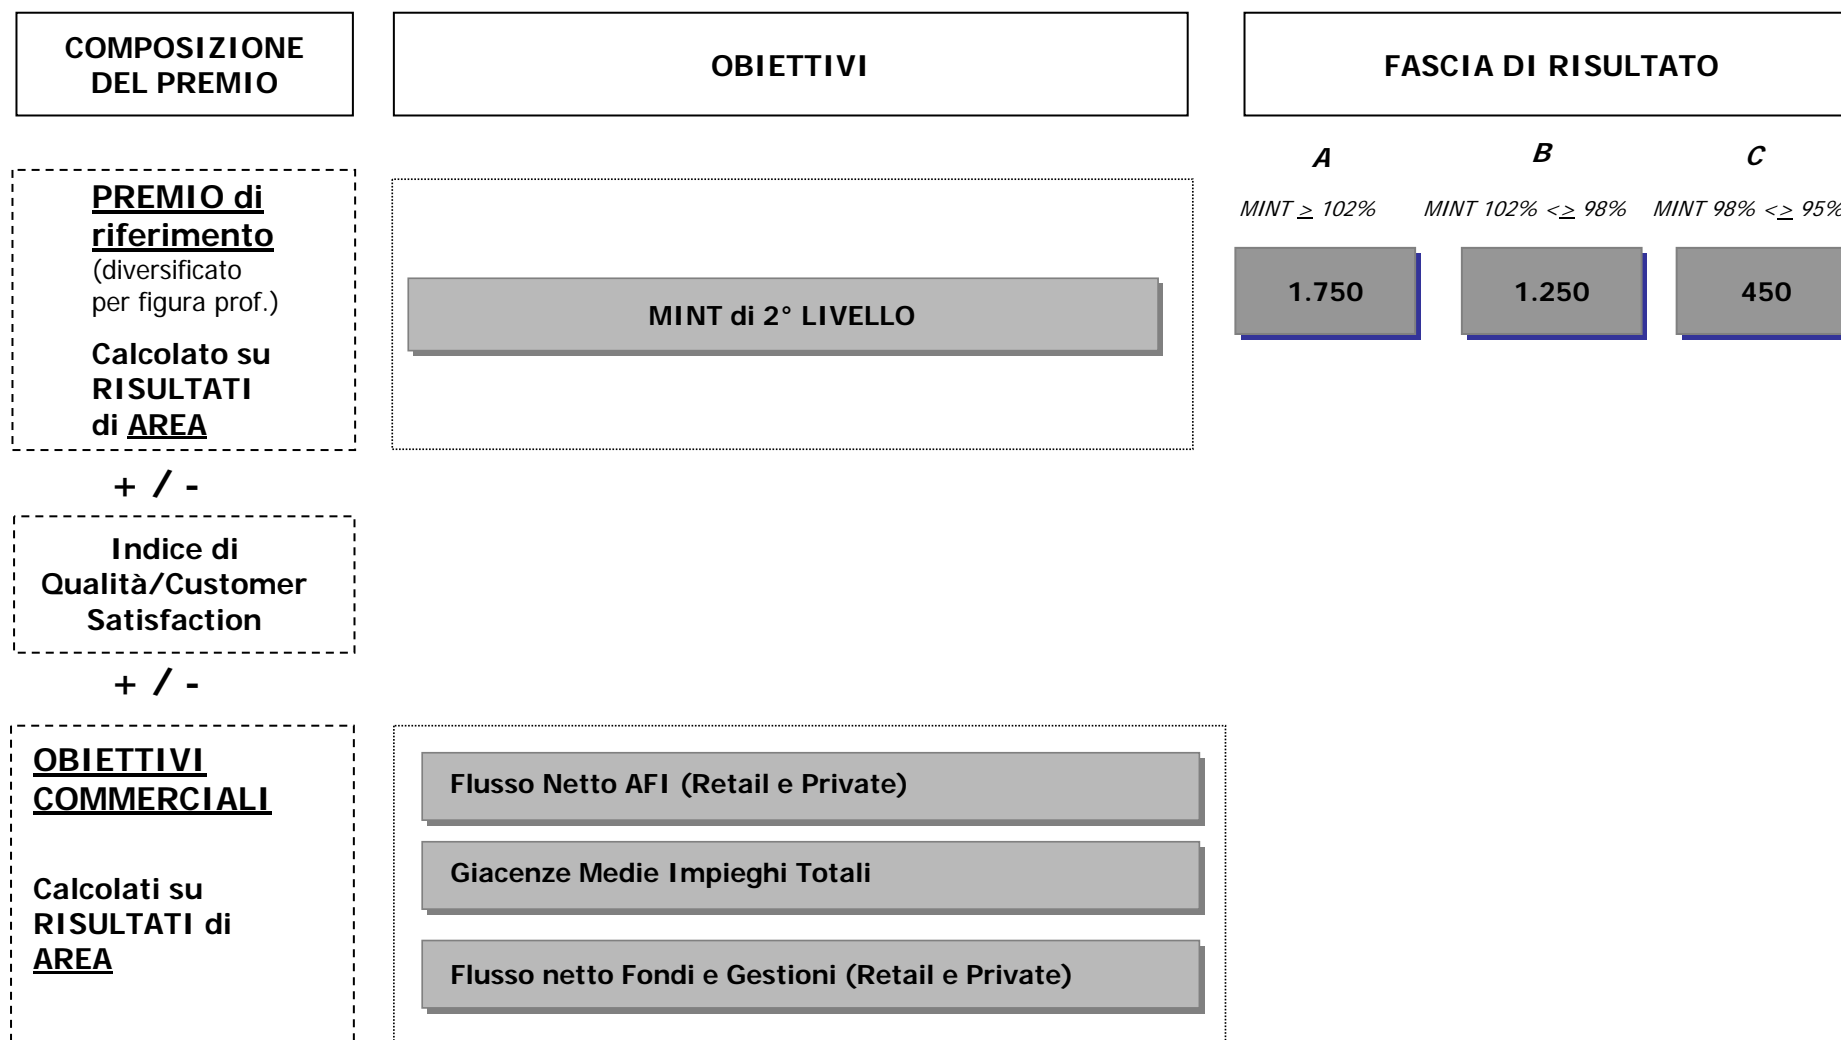 COMPOSIZIONE
DEL PREMIO
OBIETTIVI
FASCIA DI RISULTATO
A
B
C
MINT ≥ 102%
MINT 102% <≥ 98%
MINT 98% <≥ 95%
PREMIO di
riferimento
(diversificato
per figura prof.)
Calcolato su
RISULTATI
di AREA
MINT di 2° LIVELLO
1.750
1.250
450
+ / -
Indice di
Qualità/Customer
Satisfaction
+ / -
OBIETTIVI
COMMERCIALI
Calcolati su
RISULTATI di
AREA
Flusso Netto AFI (Retail e Private)
Giacenze Medie Impieghi Totali
Flusso netto Fondi e Gestioni (Retail e Private)